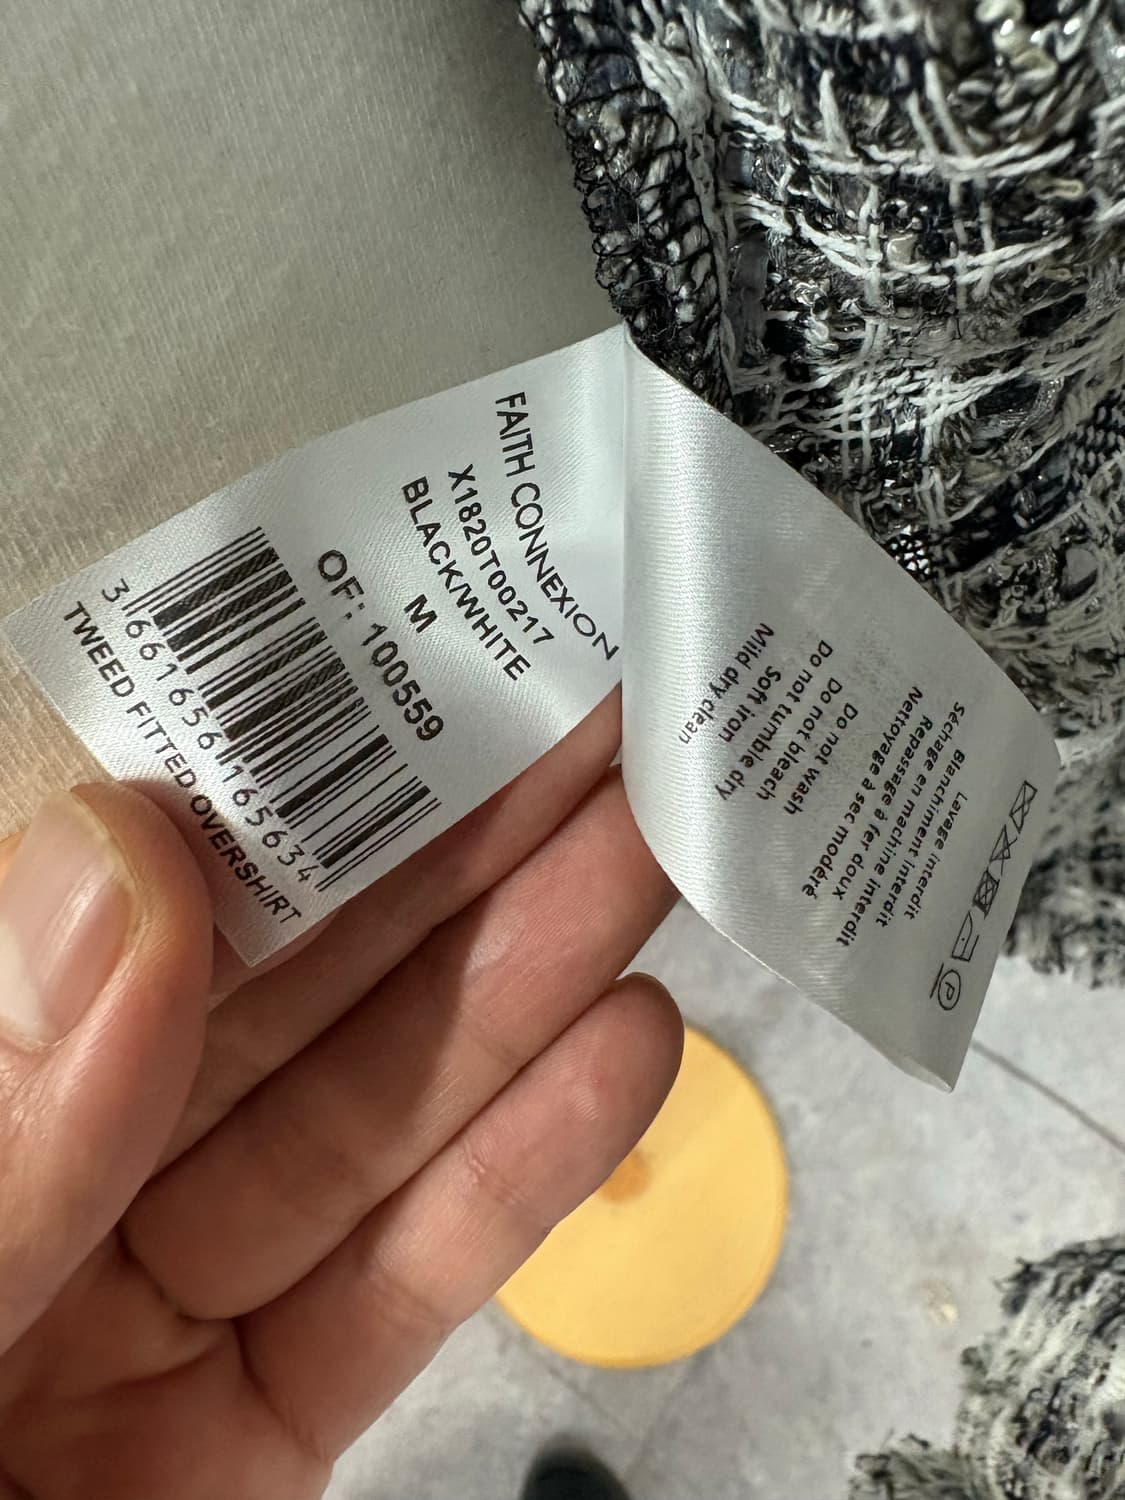 FAITH CONNEXION
X1820T00217
BLACK/WHITE
M
OF: 100559
3 661656 165634
TWEED FITTED OVERSHIRT
P
Lavage interdit
Blanchiment interdit
Séchage en machine interdit
Repassage à fer doux
Nettoyage à sec modéré
Do not wash
Do not bleach
Do not tumble dry
Soft iron
Mild dry clean